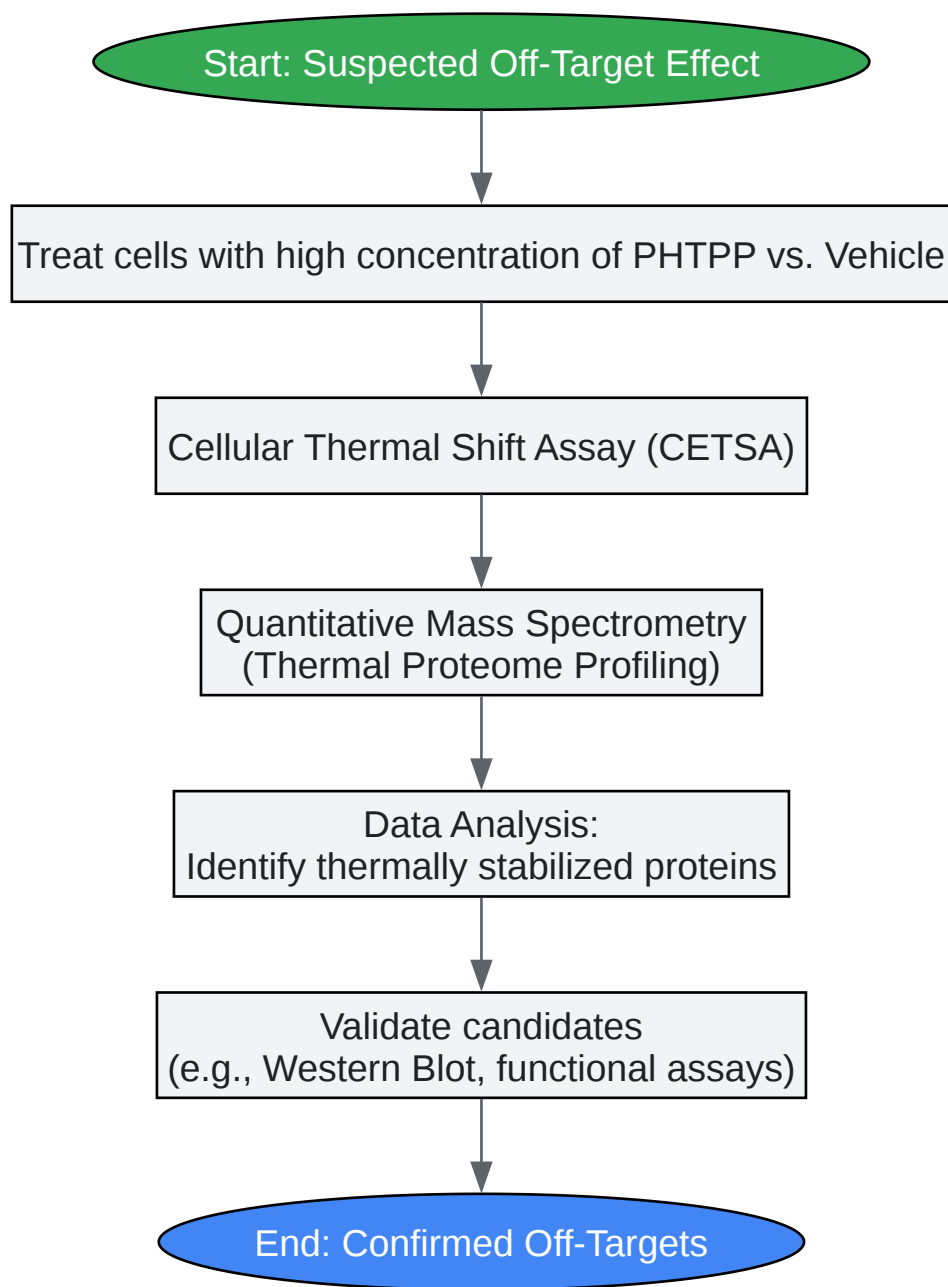 Start: Suspected Off-Target Effect
Treat cells with high concentration of PHTPP vs. Vehicle
Cellular Thermal Shift Assay (CETSA)
Quantitative Mass Spectrometry
(Thermal Proteome Profiling)
Data Analysis:
Identify thermally stabilized proteins
Validate candidates
(e.g., Western Blot, functional assays)
End: Confirmed Off-Targets